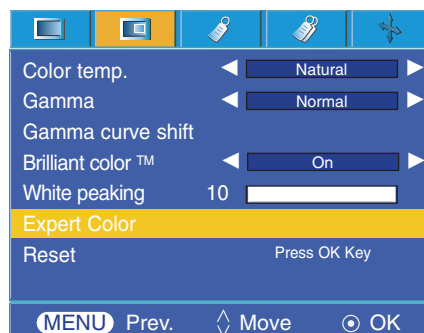 Color temp. Natural
Gamma Normal
Gamma curve shift
Brilliant color ™ On
White peaking 10
Expert Color
Reset Press OK Key
MENU Prev. Move OK